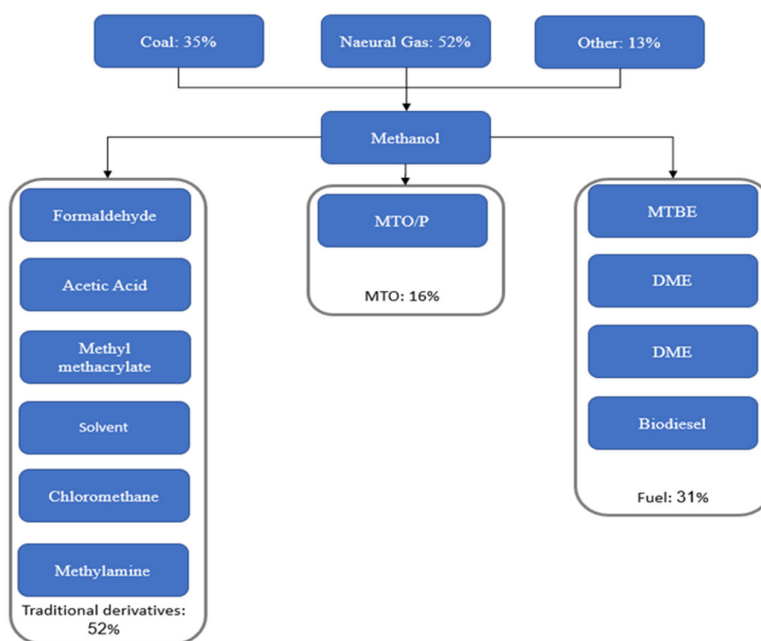 Coal: 35%
Naeural Gas: 52%
Other: 13%
Methanol
Formaldehyde
Acetic Acid
Methyl
methacrylate
Solvent
Chloromethane
Methylamine
Traditional derivatives:
52%
MTO/P
MTO: 16%
MTBE
DME
DME
Biodiesel
Fuel: 31%